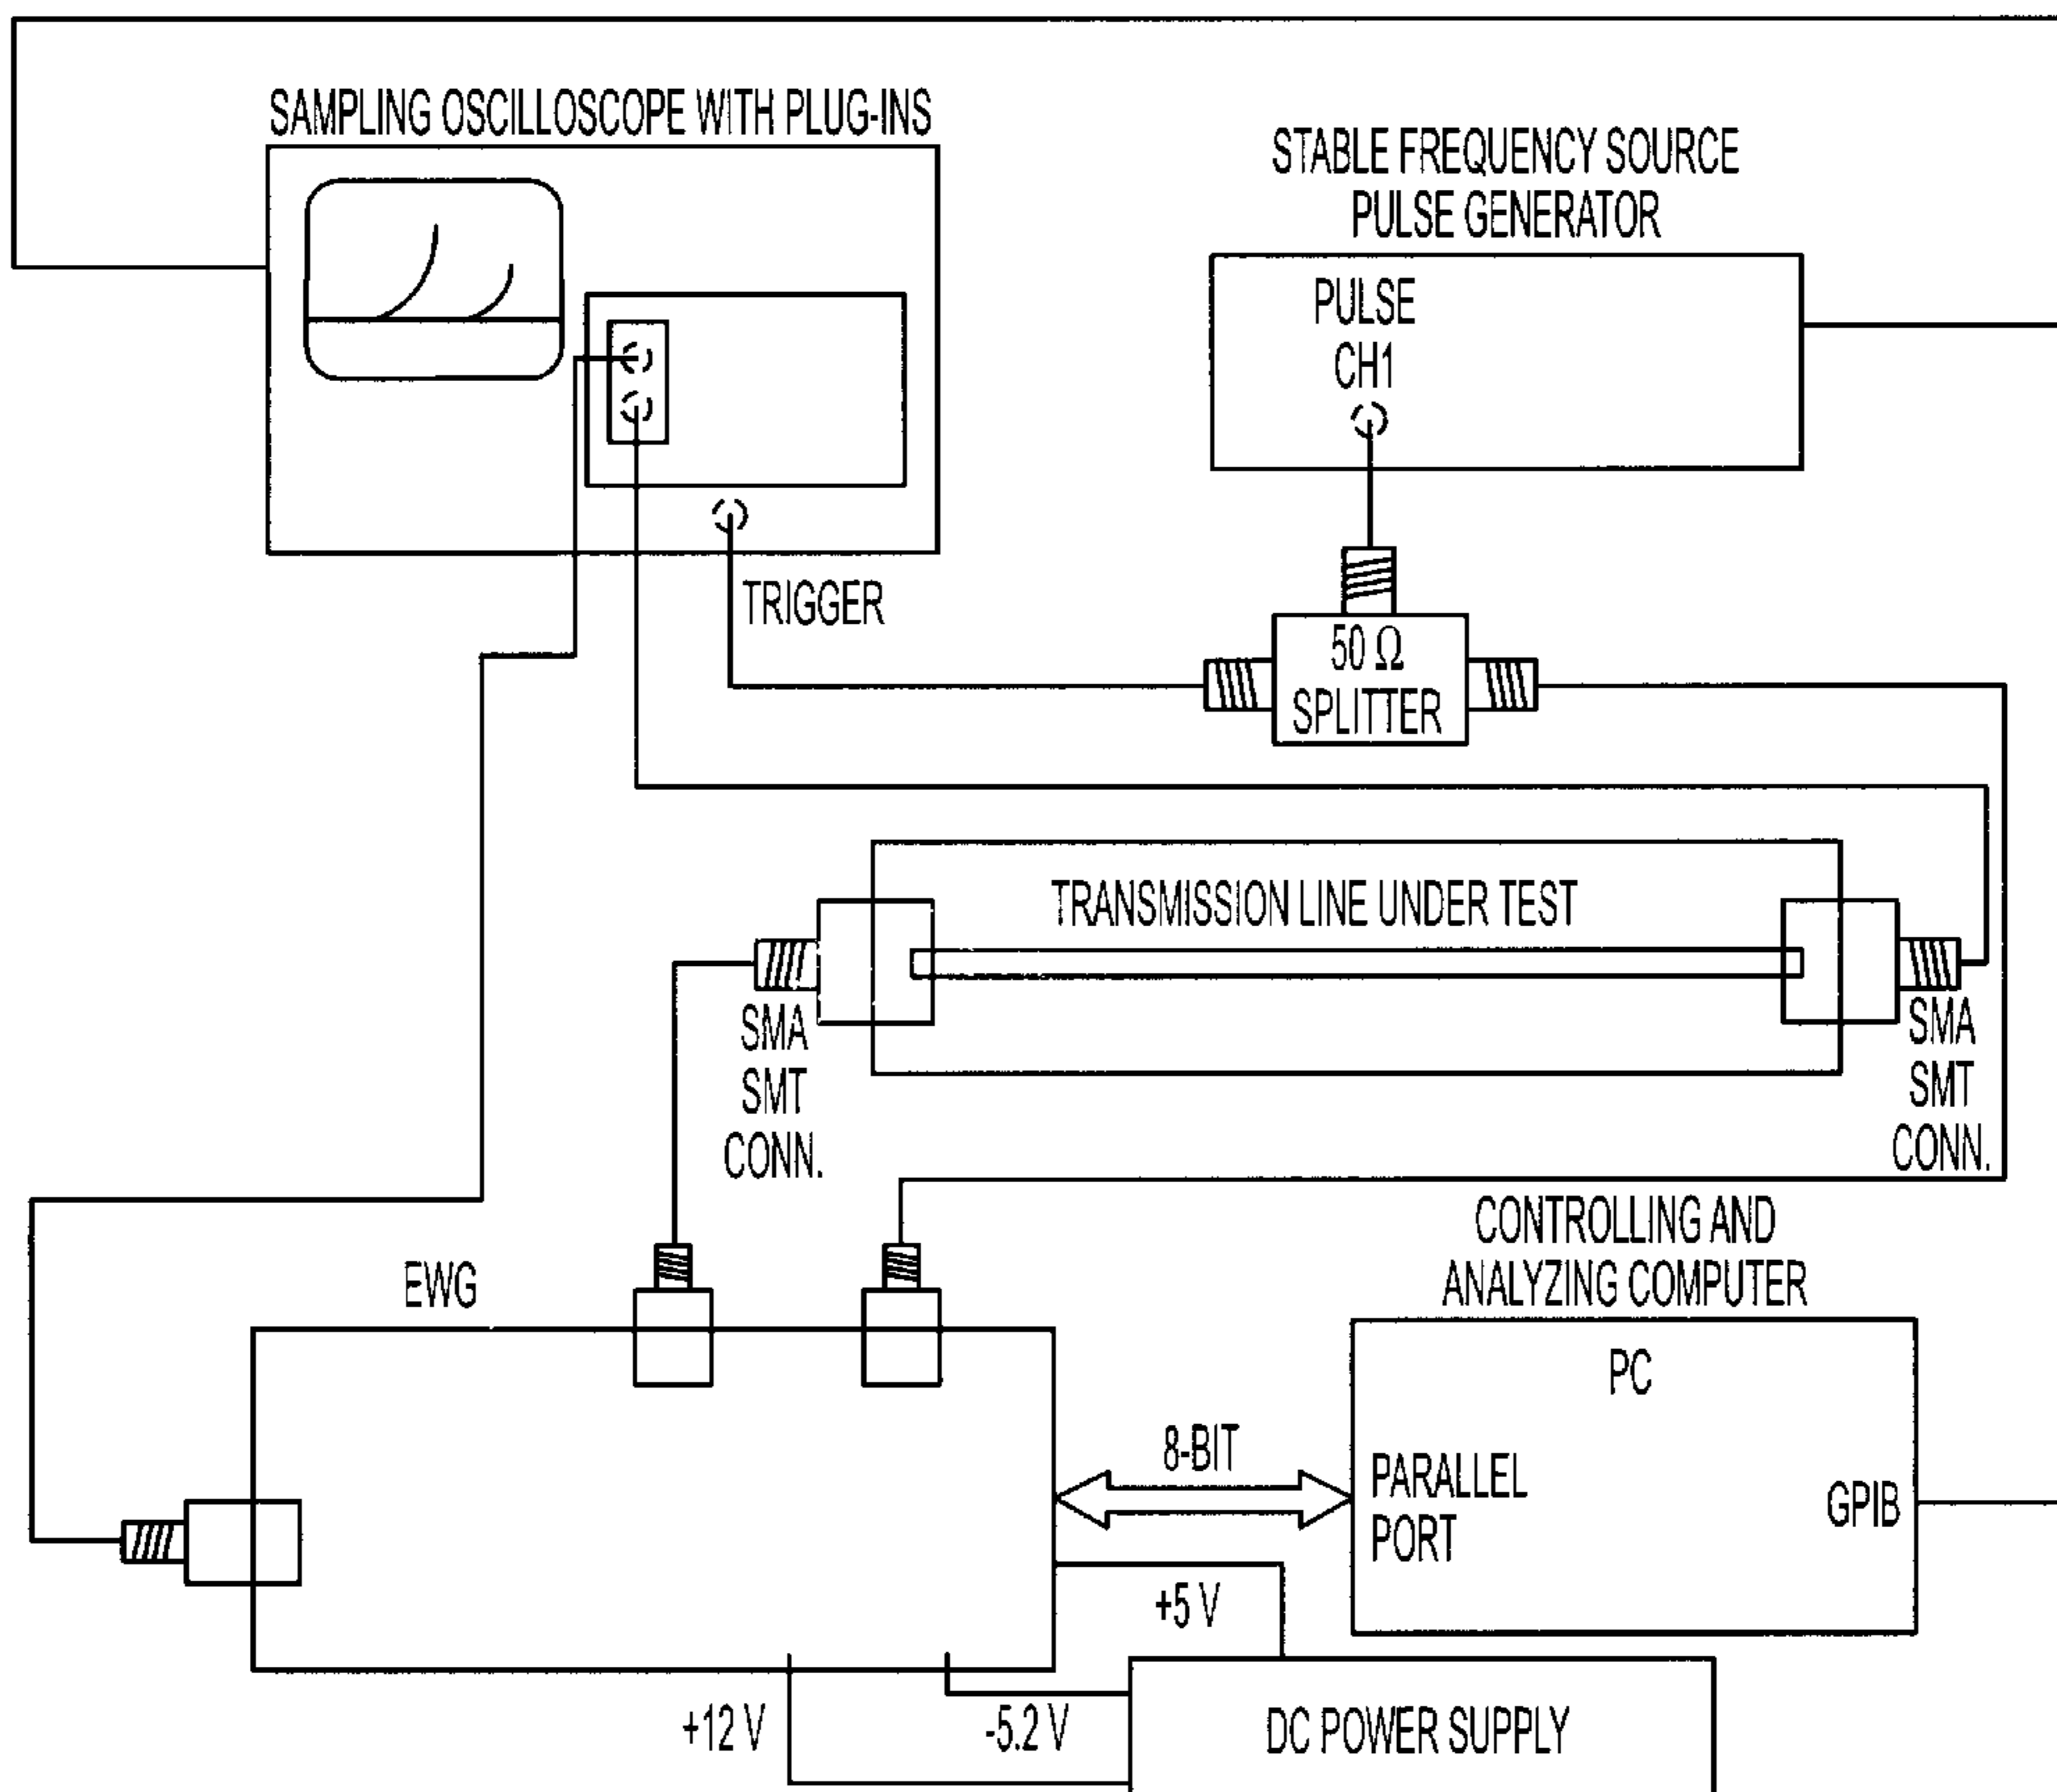 SAMPLING OSCILLOSCOPE WITH PLUG-INS
STABLE FREQUENCY SOURCE
PULSE GENERATOR
PULSE
CH1
TRIGGER
50 Ω
SPLITTER
TRANSMISSION LINE UNDER TEST
SMA
SMT
CONN.
SMA
SMT
CONN.
EWG
CONTROLLING AND
ANALYZING COMPUTER
PC
8-BIT
PARALLEL
PORT
GPIB
+5 V
+12 V
-5.2 V
DC POWER SUPPLY